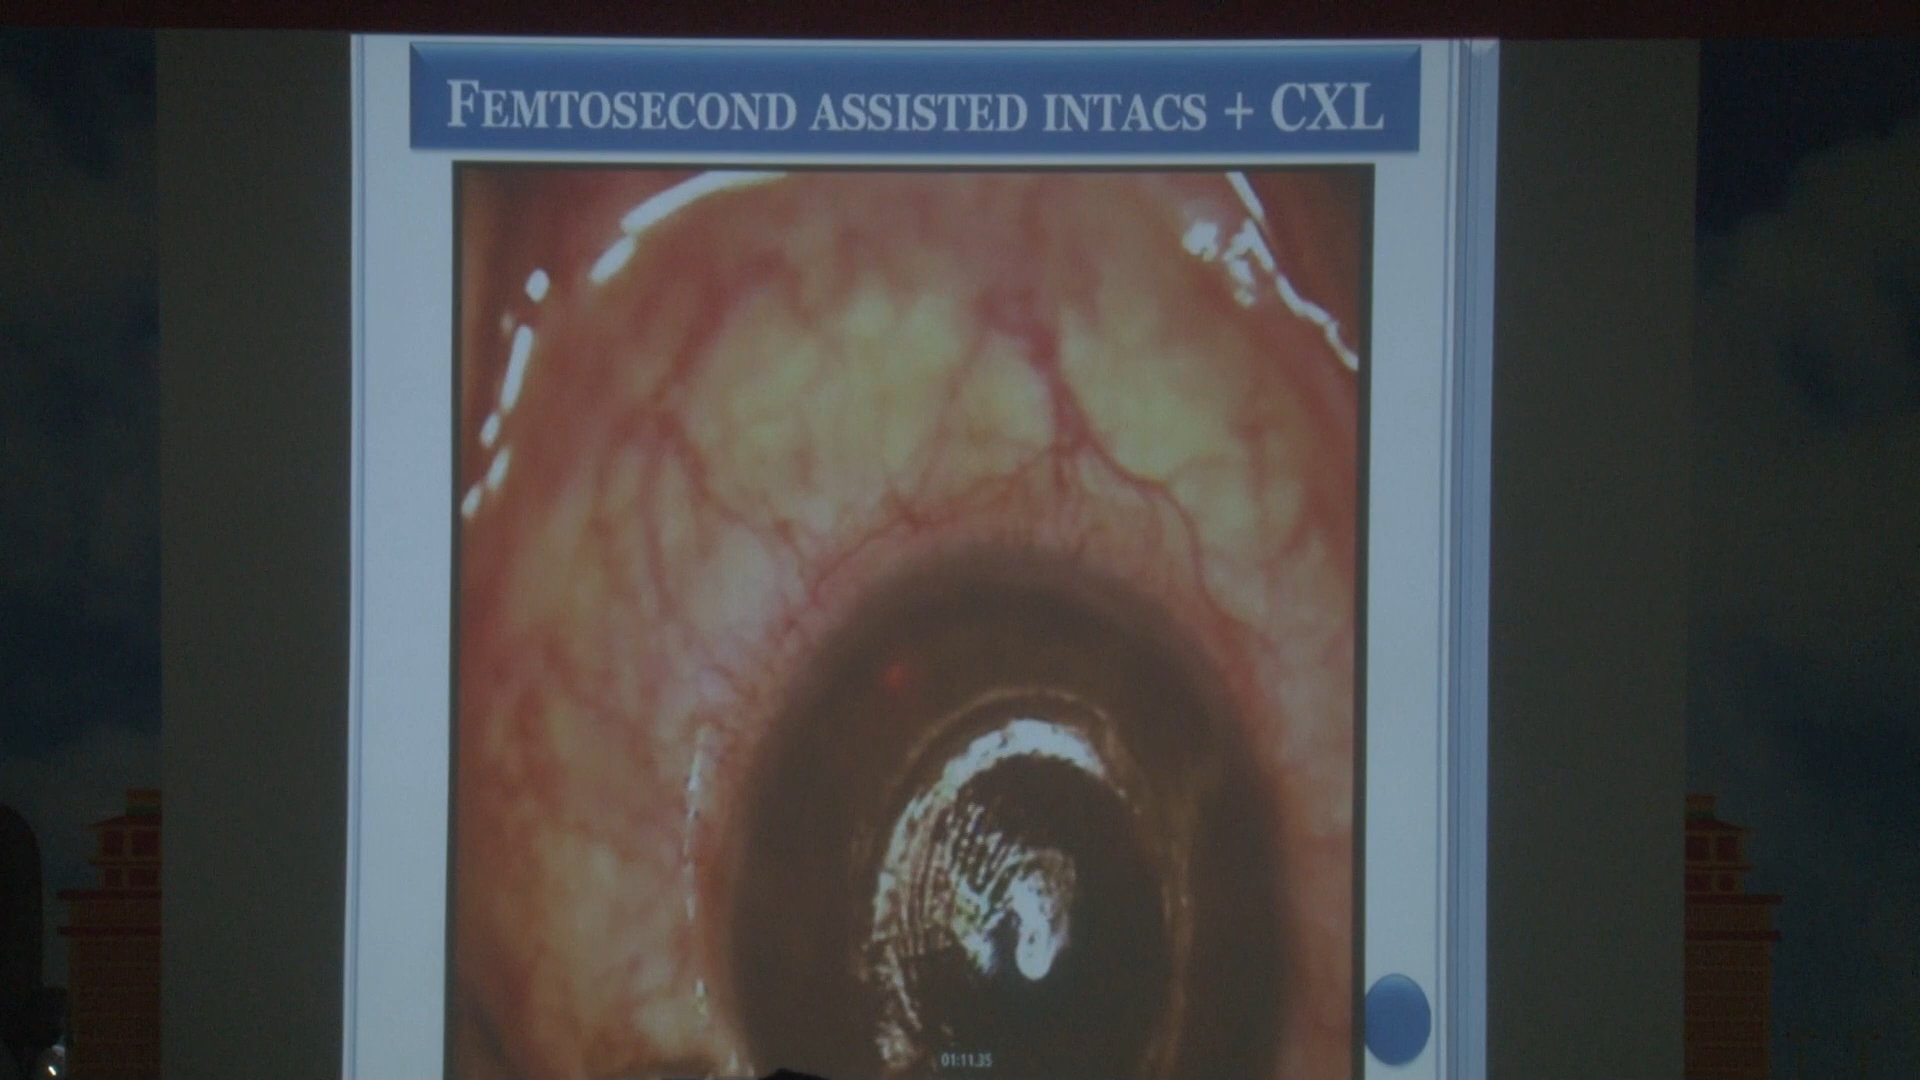 FEMTOSECOND ASSISTED INTACS + CXL
01:11.35